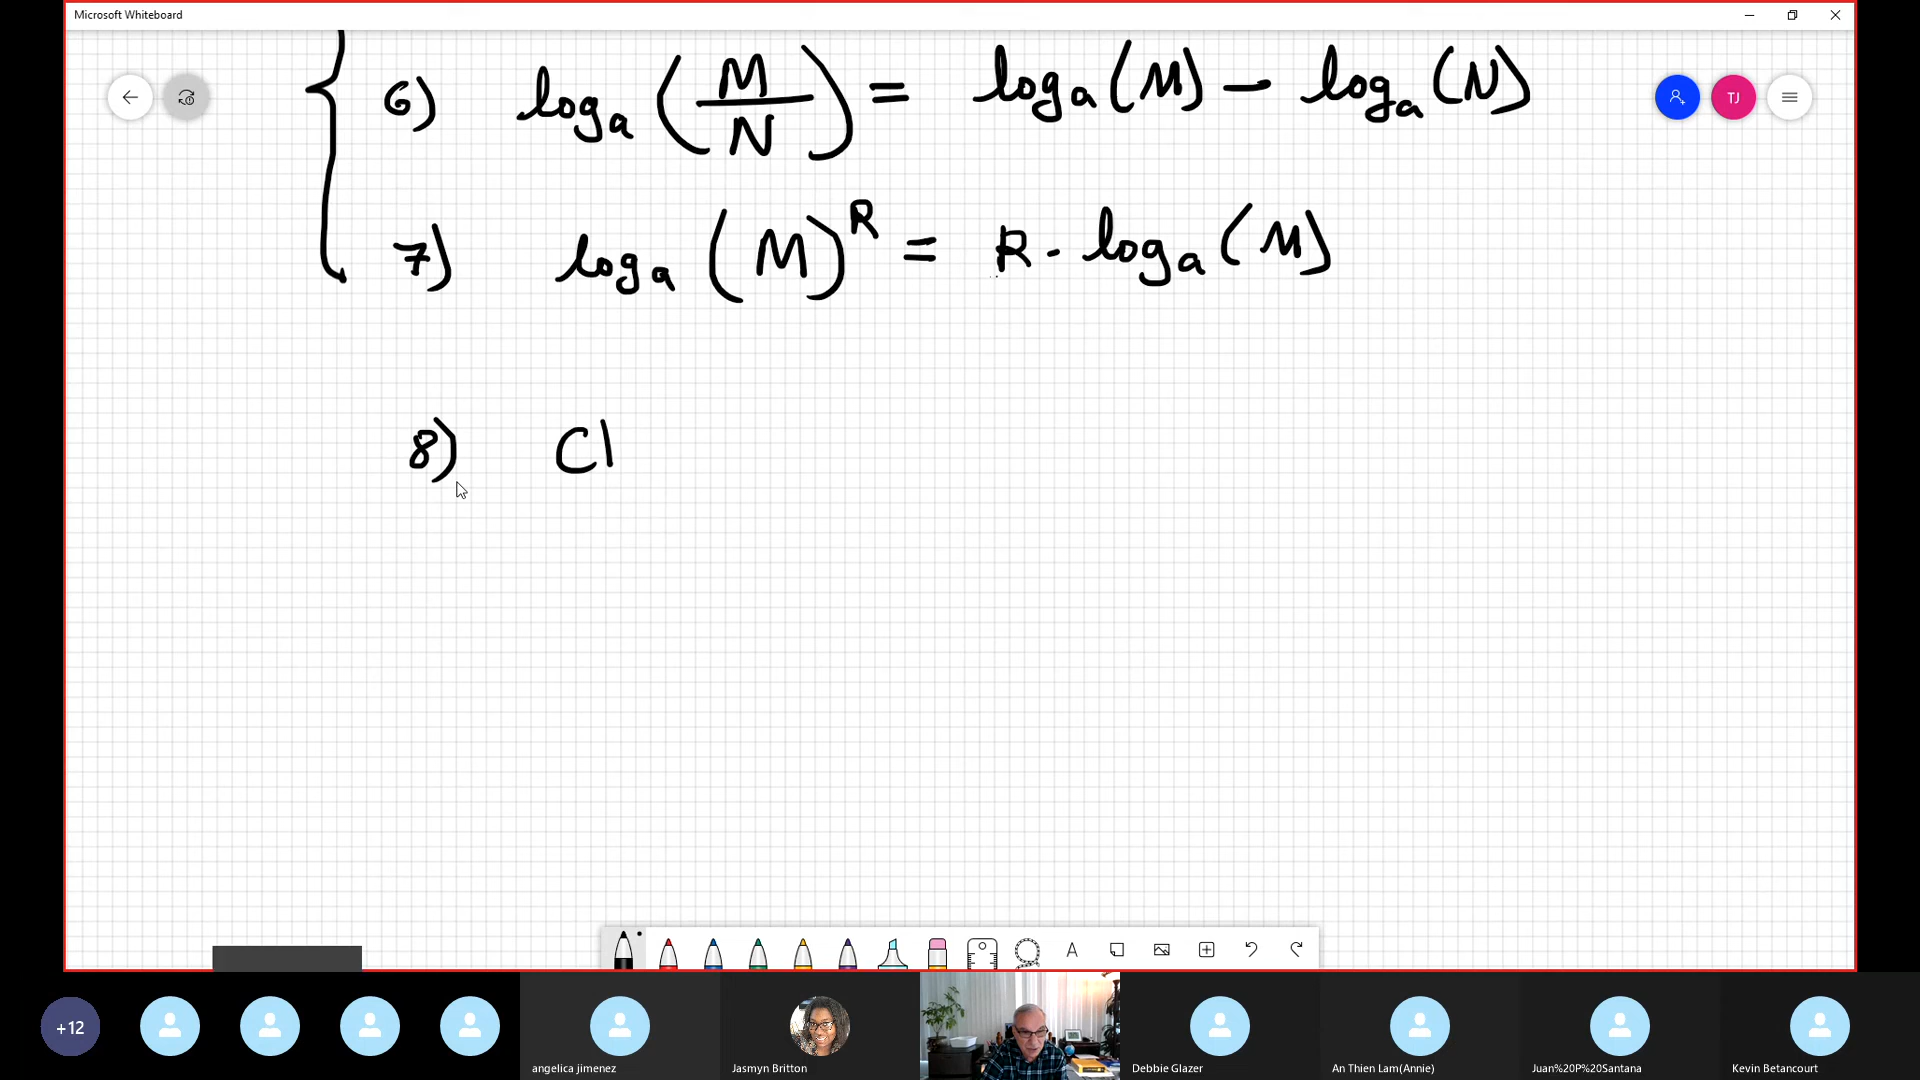 Microsoft Whiteboard
6) logₐ (M/N) = logₐ (M) - logₐ (N)
TJ
7) logₐ (M)ᴿ = R · logₐ (M)
8) Cl
A
+12
angelica jimenez
Jasmyn Britton
Debbie Glazer
An Thien Lam(Annie)
Juan%20P%20Santana
Kevin Betancourt